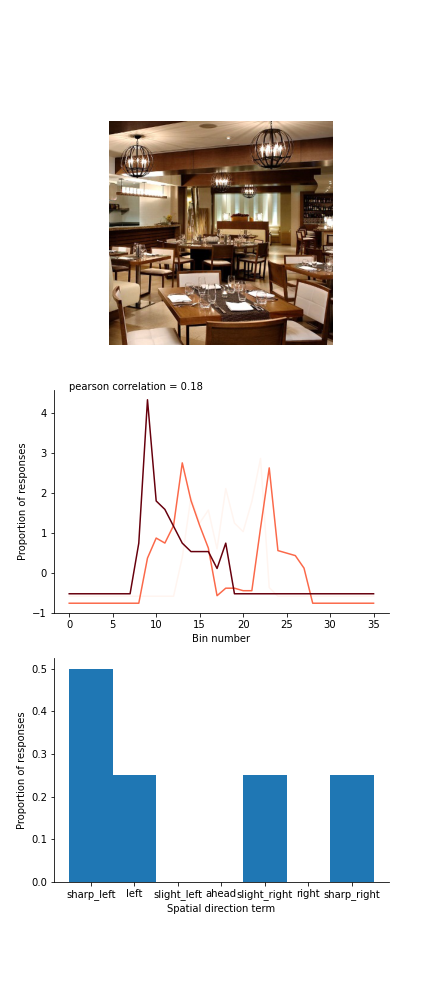 pearson correlation = 0.18
Proportion of responses
4
3
2
1
0
−1
0 5 10 15 20 25 30 35
Bin number
Proportion of responses
0.5
0.4
0.3
0.2
0.1
0.0
sharp_left left slight_left ahead slight_right right sharp_right
Spatial direction term